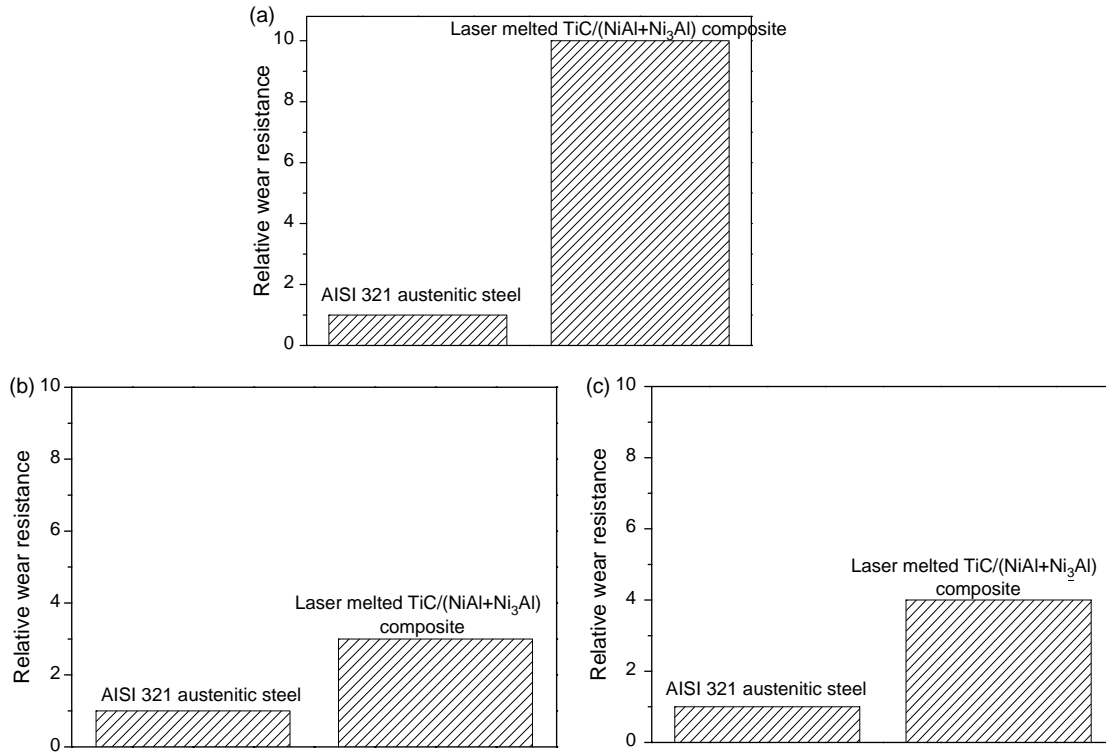 (a)
Relative wear resistance
10
8
6
4
2
0
Laser melted TiC/(NiAl+Ni₃Al) composite
AISI 321 austenitic steel
(b)
Relative wear resistance
10
8
6
4
2
0
Laser melted TiC/(NiAl+Ni₃Al)
composite
AISI 321 austenitic steel
(c)
Relative wear resistance
10
8
6
4
2
0
Laser melted TiC/(NiAl+Ni₃Al)
composite
AISI 321 austenitic steel